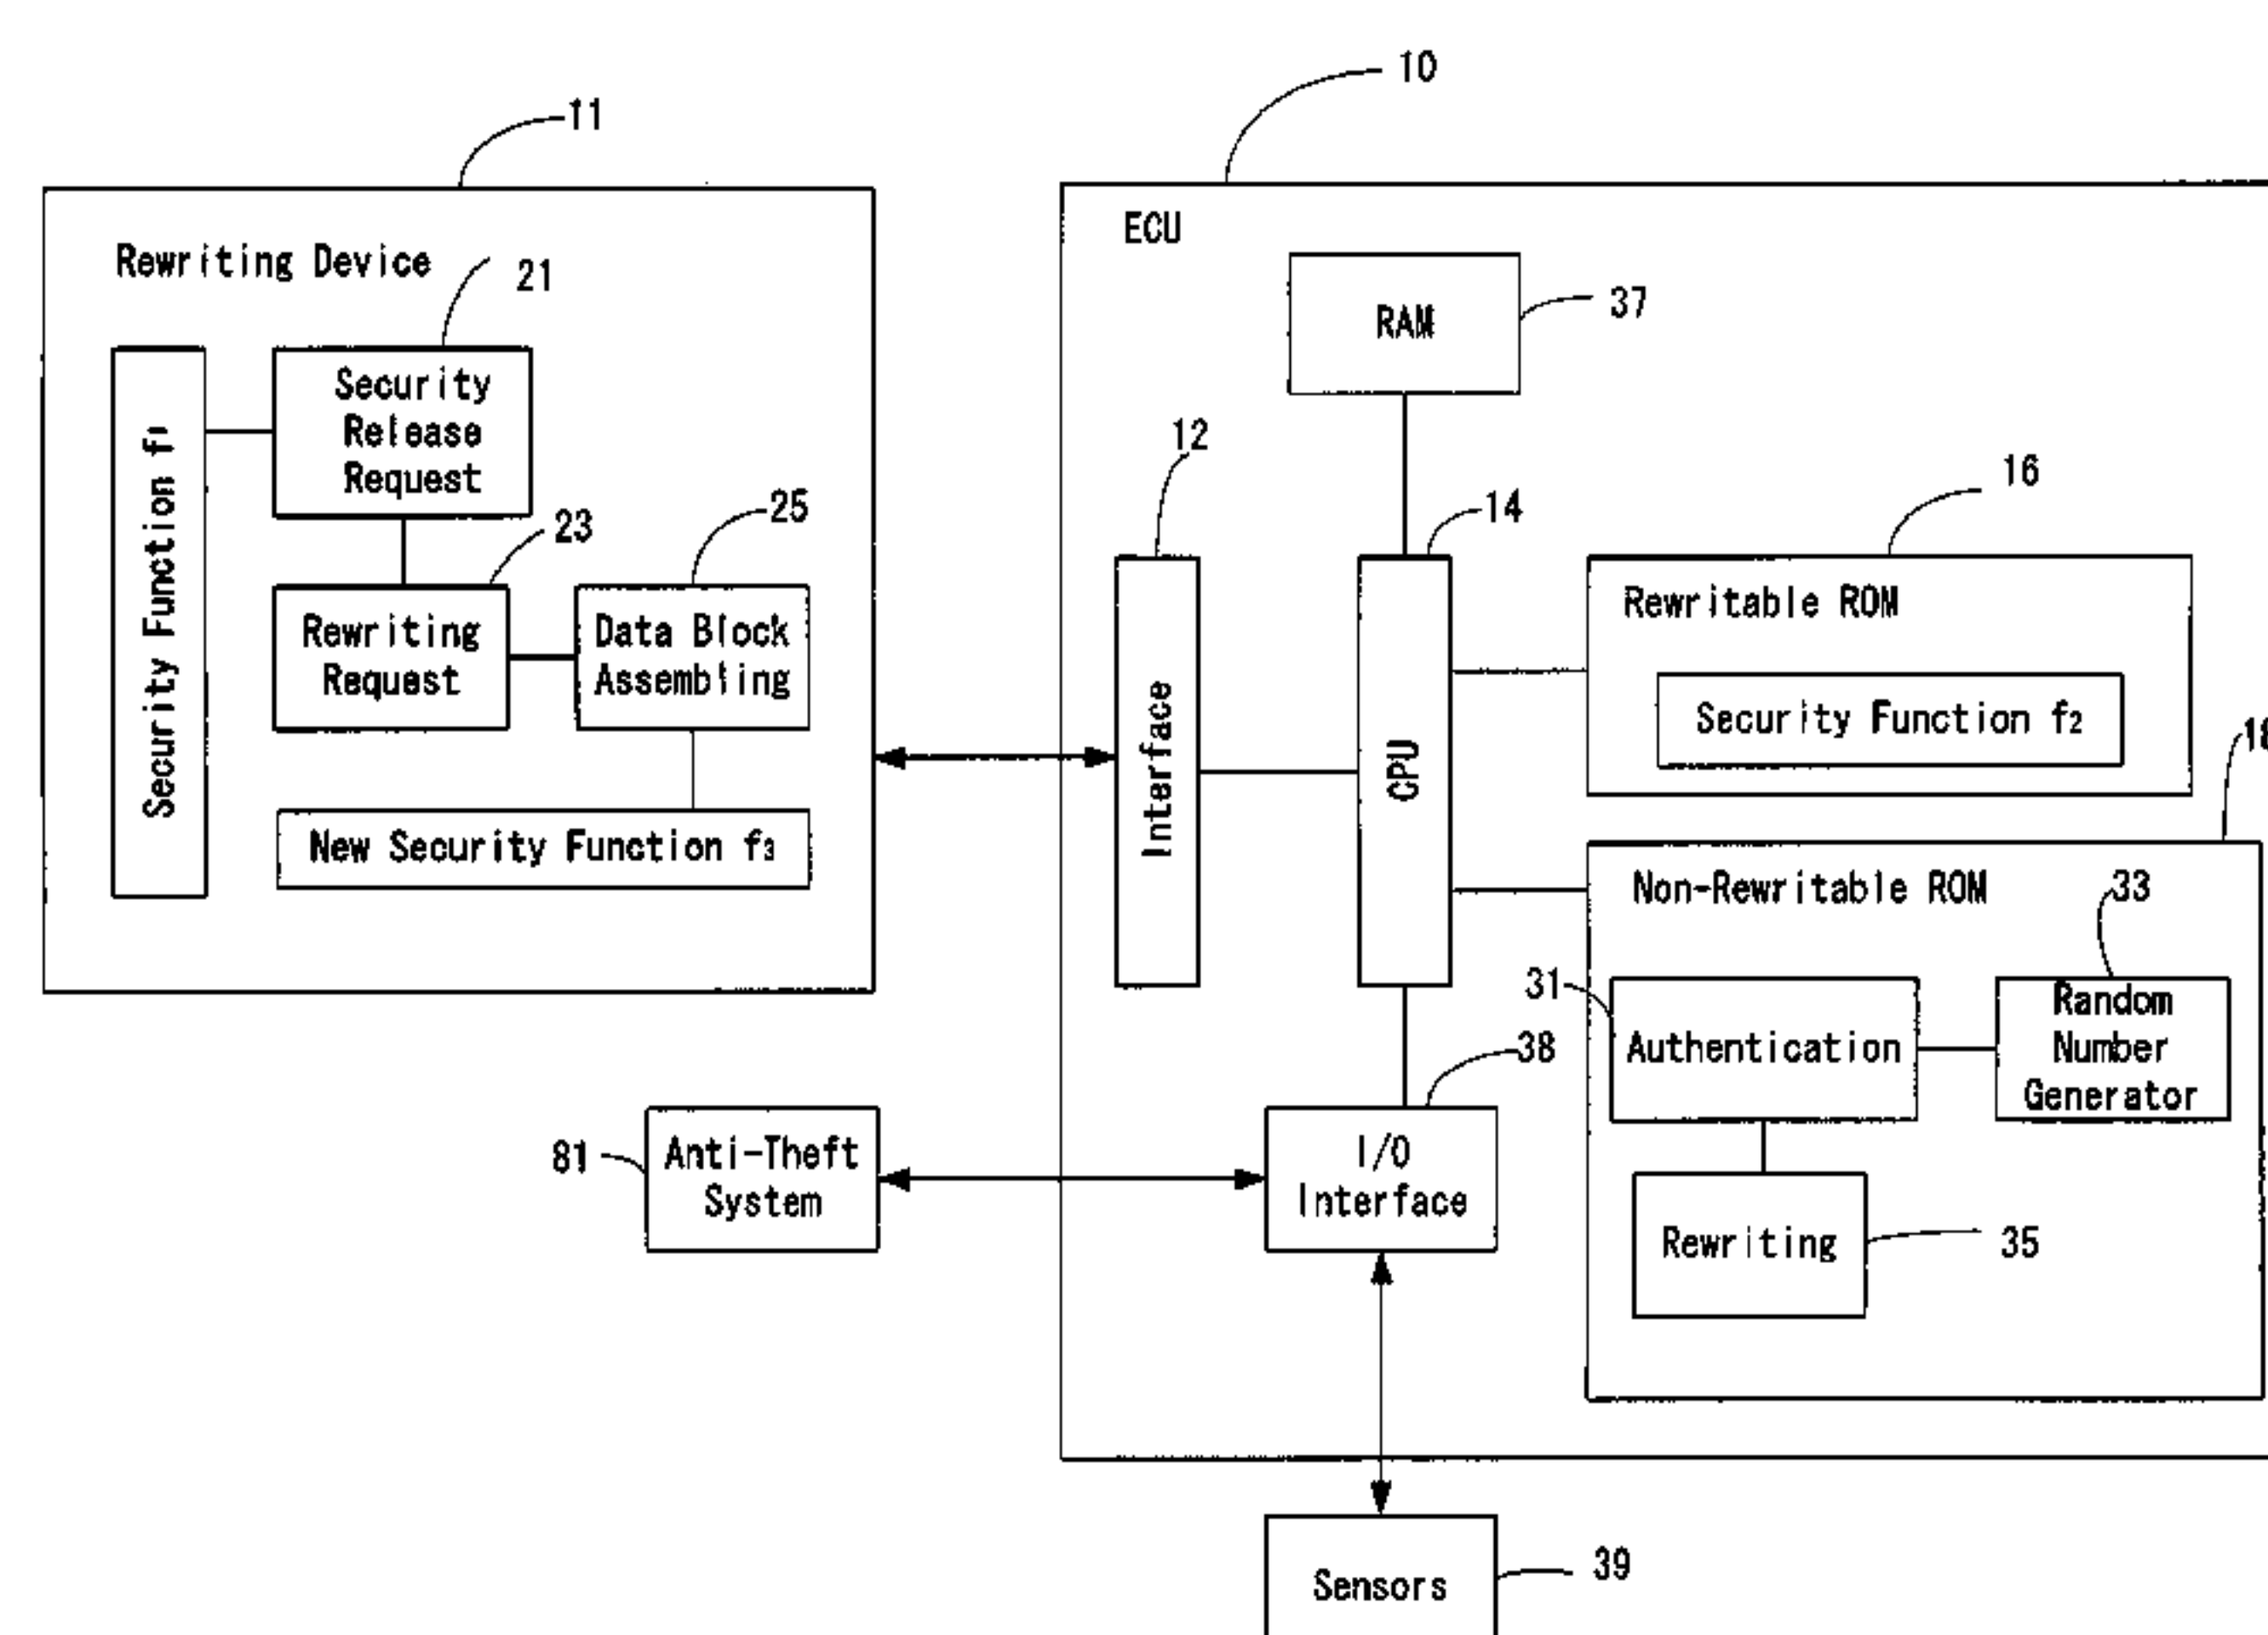 10
11
ECU
Rewriting Device
21
RAM
37
Security
Release
Request
Security Function f1
12
16
25
14
23
Rewritable ROM
Rewriting
Request
Data Block
Assembling
Interface
CPU
Security Function f2
New Security Function f3
Non-Rewritable ROM
33
31
Authentication
Random
Number
Generator
38
81
Anti-Theft
System
I/O
Interface
Rewriting
35
Sensors
39